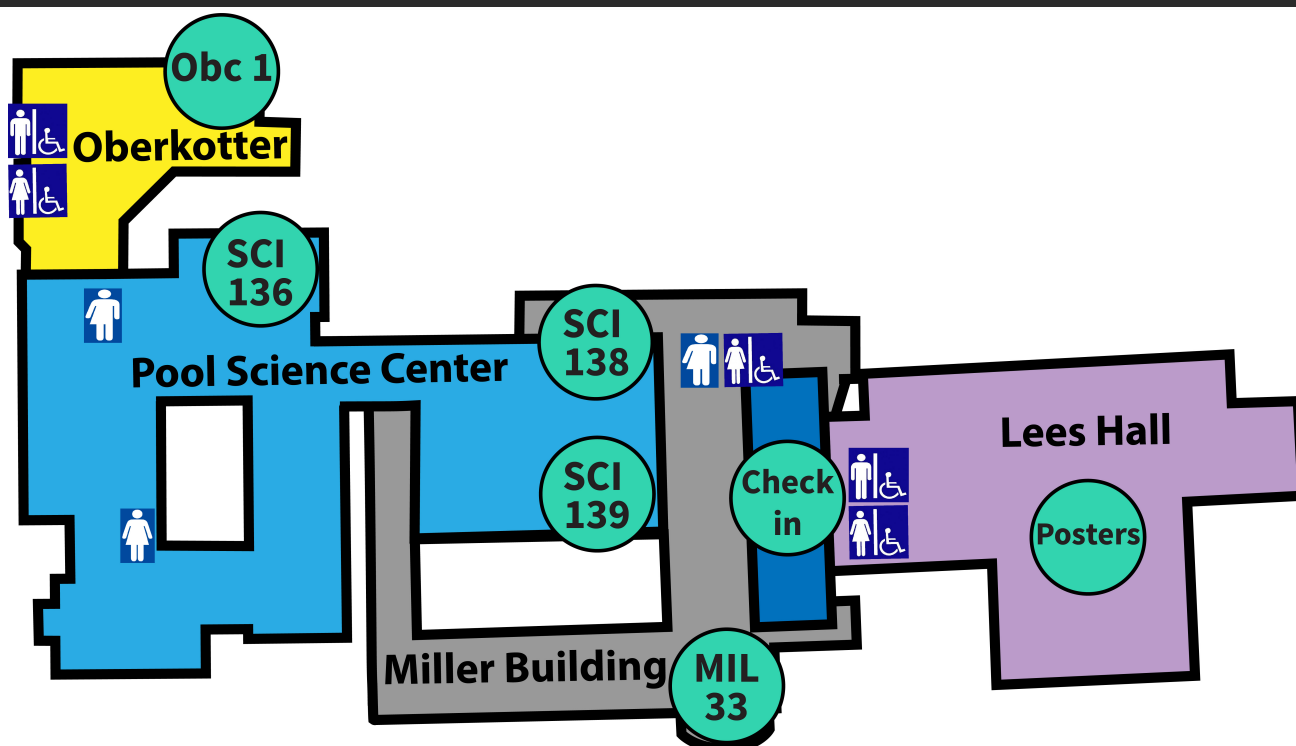 Obc 1
Oberkotter
SCI
136
SCI
138
Pool Science Center
Lees Hall
SCI
139
Check
in
Posters
Miller Building
MIL
33